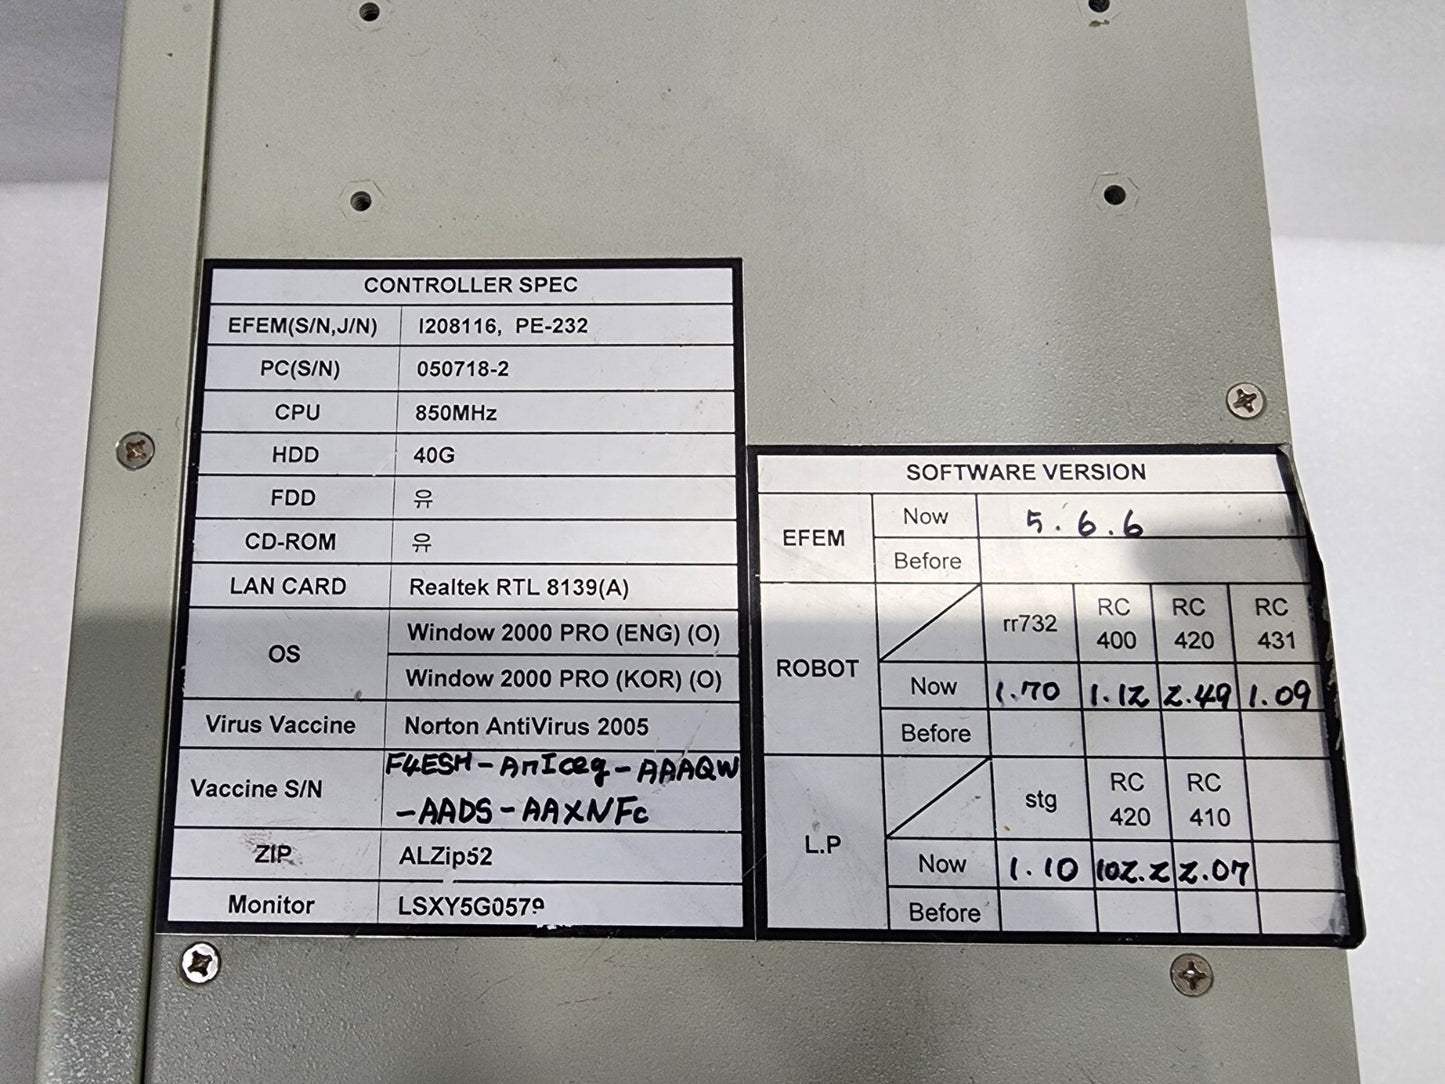 CONTROLLER SPEC
EFEM(S/N,J/N) I208116, PE-232
PC(S/N) 050718-2
CPU 850MHz
HDD 40G
FDD 유
CD-ROM 유
LAN CARD Realtek RTL 8139(A)
OS Window 2000 PRO (ENG) (O)
Window 2000 PRO (KOR) (O)
Virus Vaccine Norton AntiVirus 2005
Vaccine S/N F4ESH-AnIceq-AAAQW
-AADS-AAXNFc
ZIP ALZip52
Monitor LSXY5G0579
SOFTWARE VERSION
EFEM Now 5.6.6
Before
ROBOT rr732 RC 400 RC 420 RC 431
Now 1.70 1.12 2.49 1.09
Before
L.P stg RC 420 RC 410
Now 1.10 102.2 2.07
Before